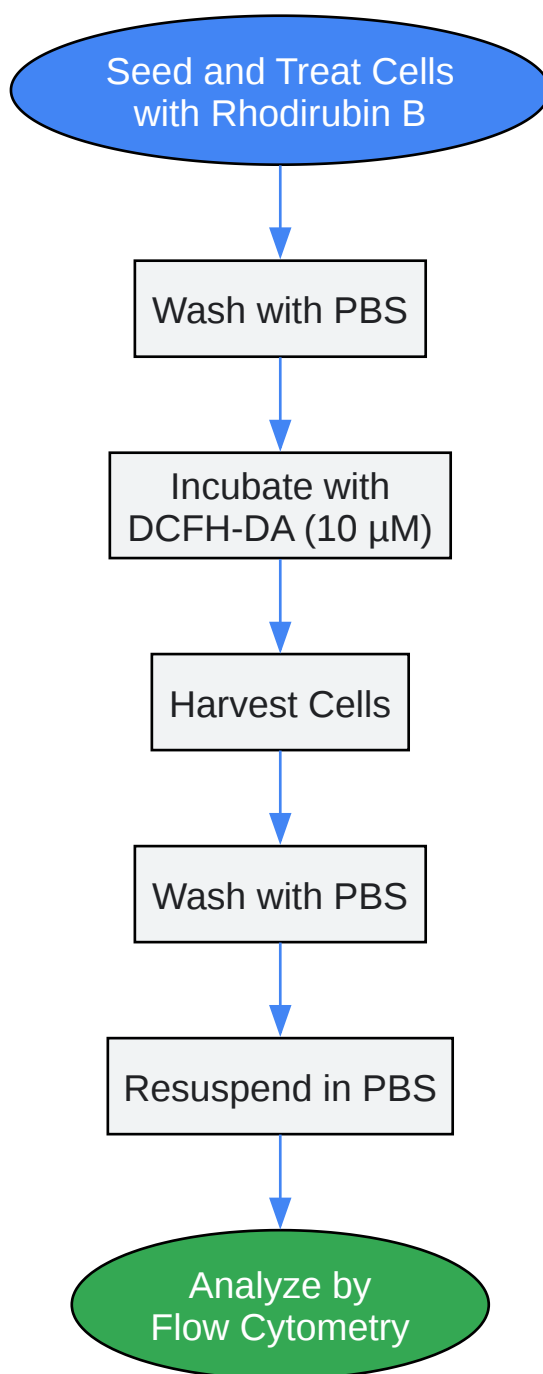 Seed and Treat Cells
with Rhodirubin B
Wash with PBS
Incubate with
DCFH-DA (10 µM)
Harvest Cells
Wash with PBS
Resuspend in PBS
Analyze by
Flow Cytometry